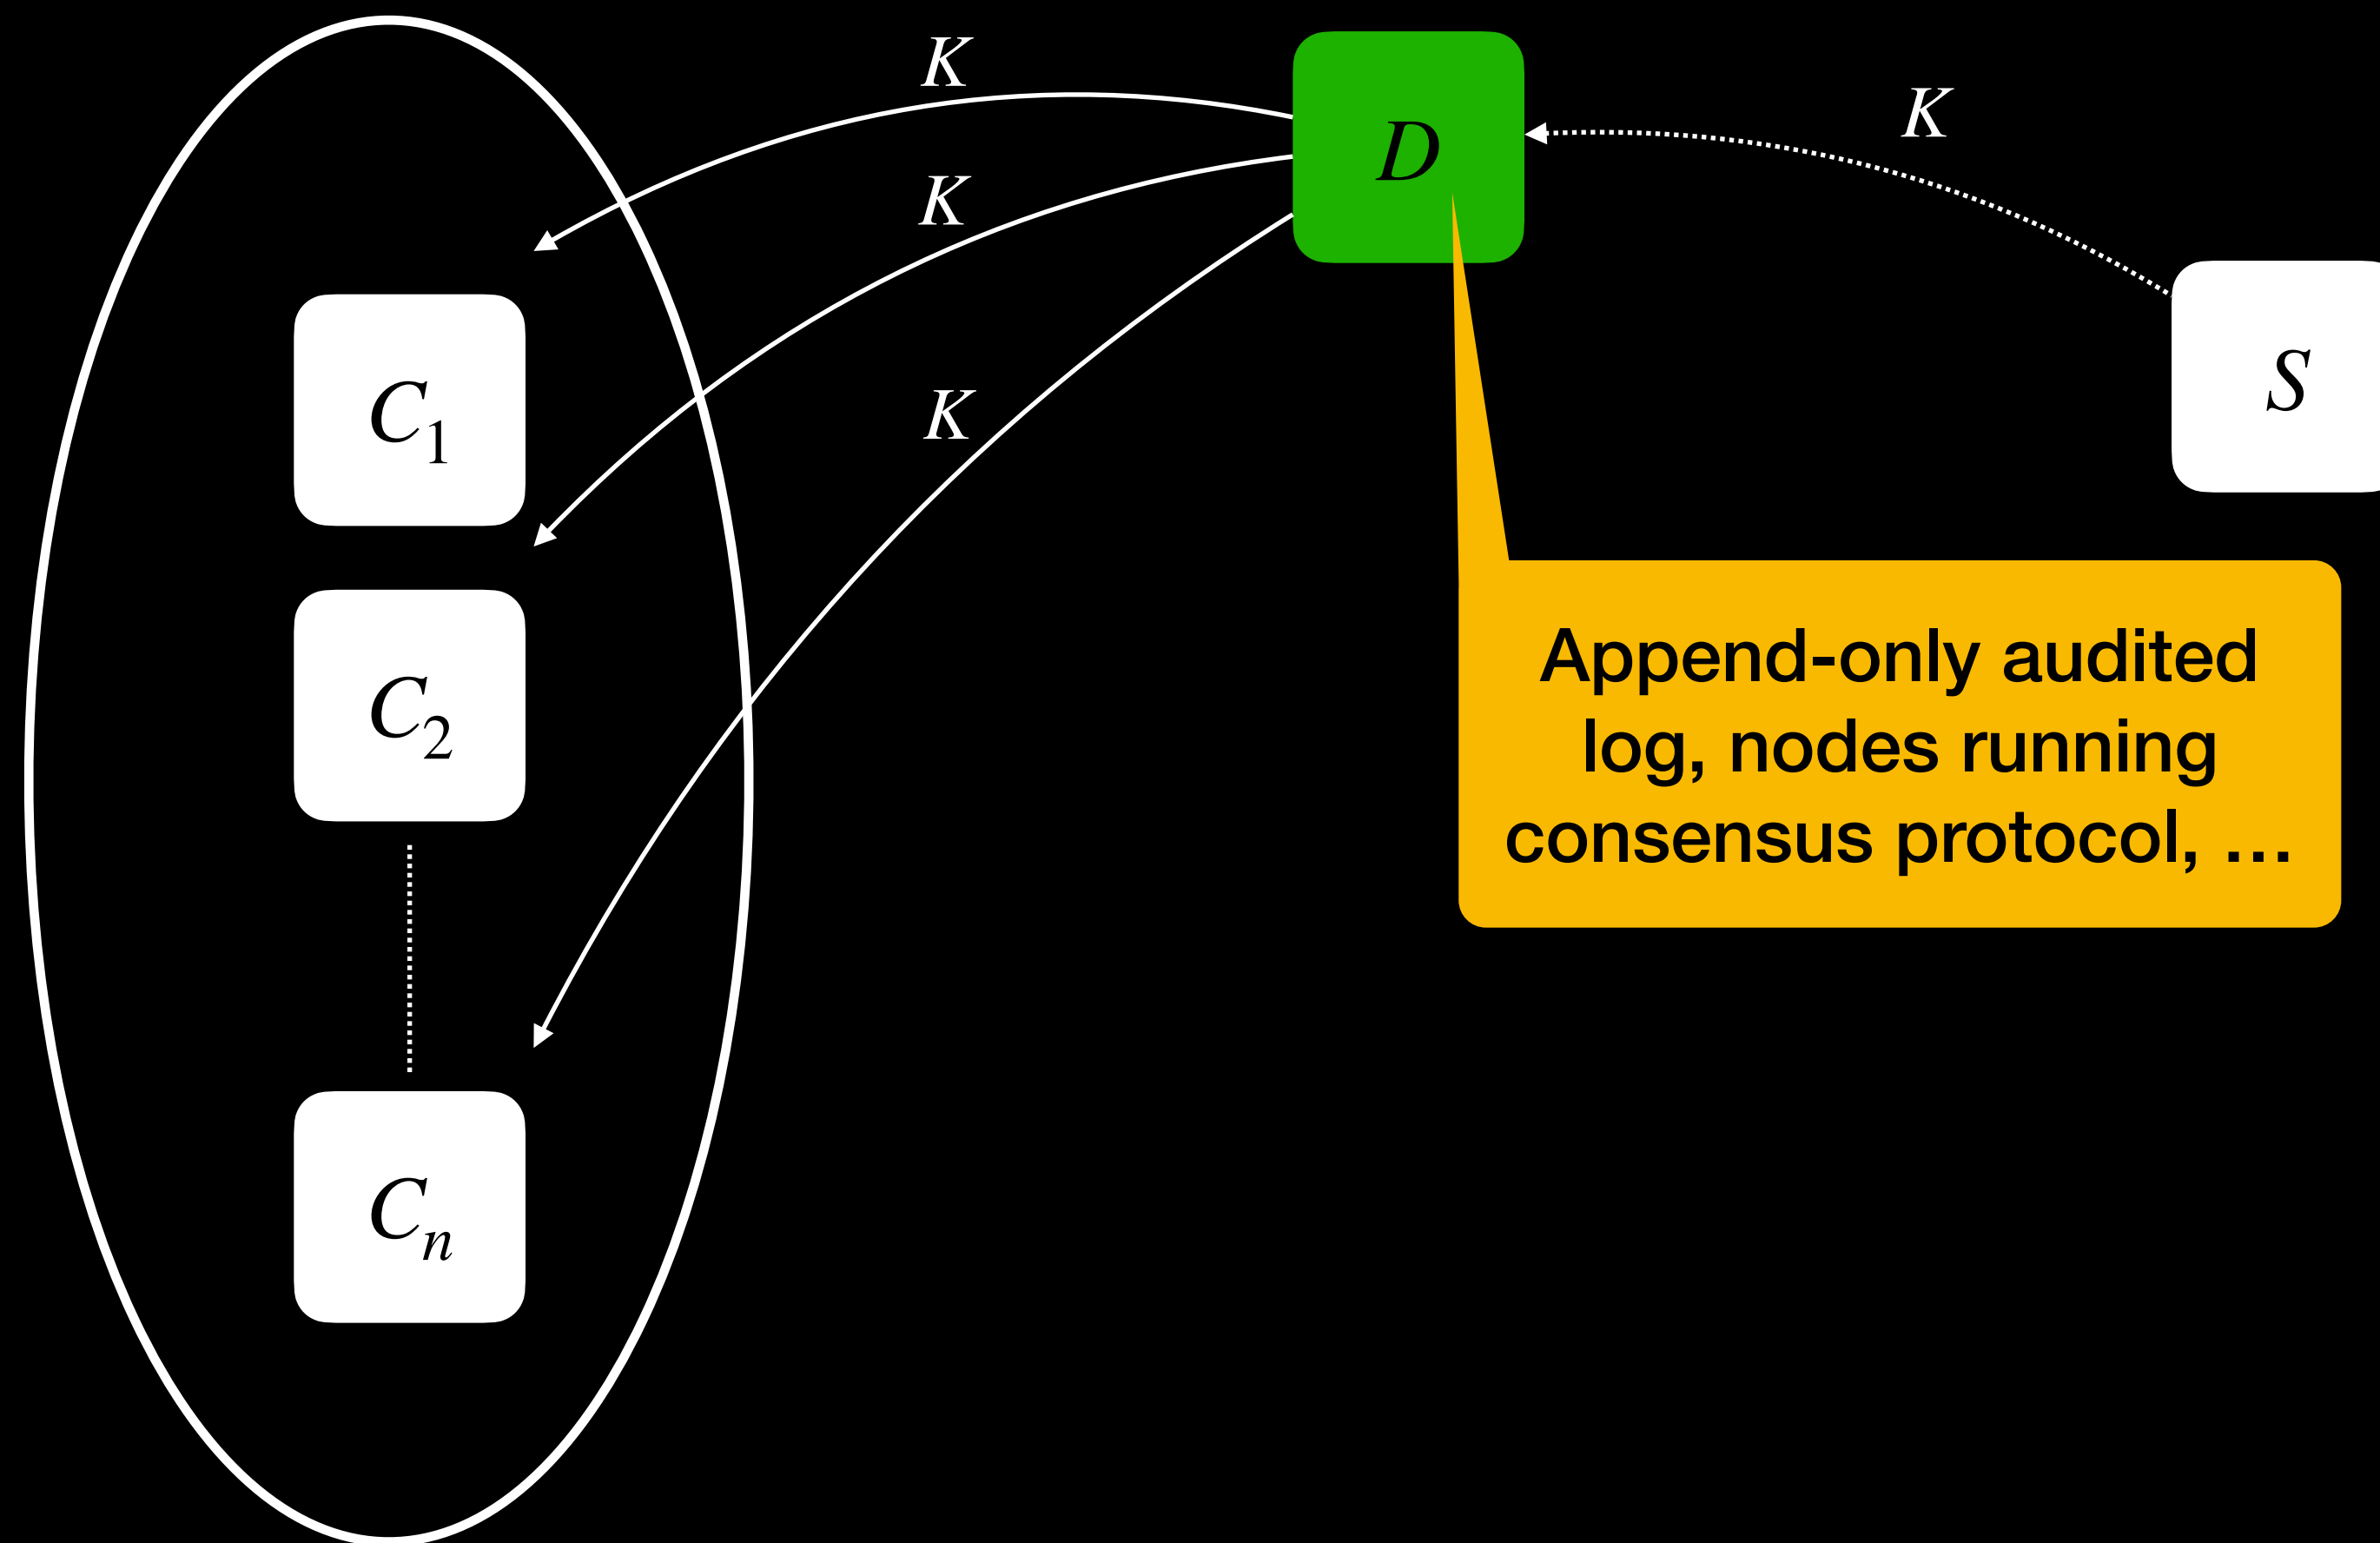 K
K
K
K
D
S
C1
C2
Cn
Append-only audited
log, nodes running
consensus protocol, …